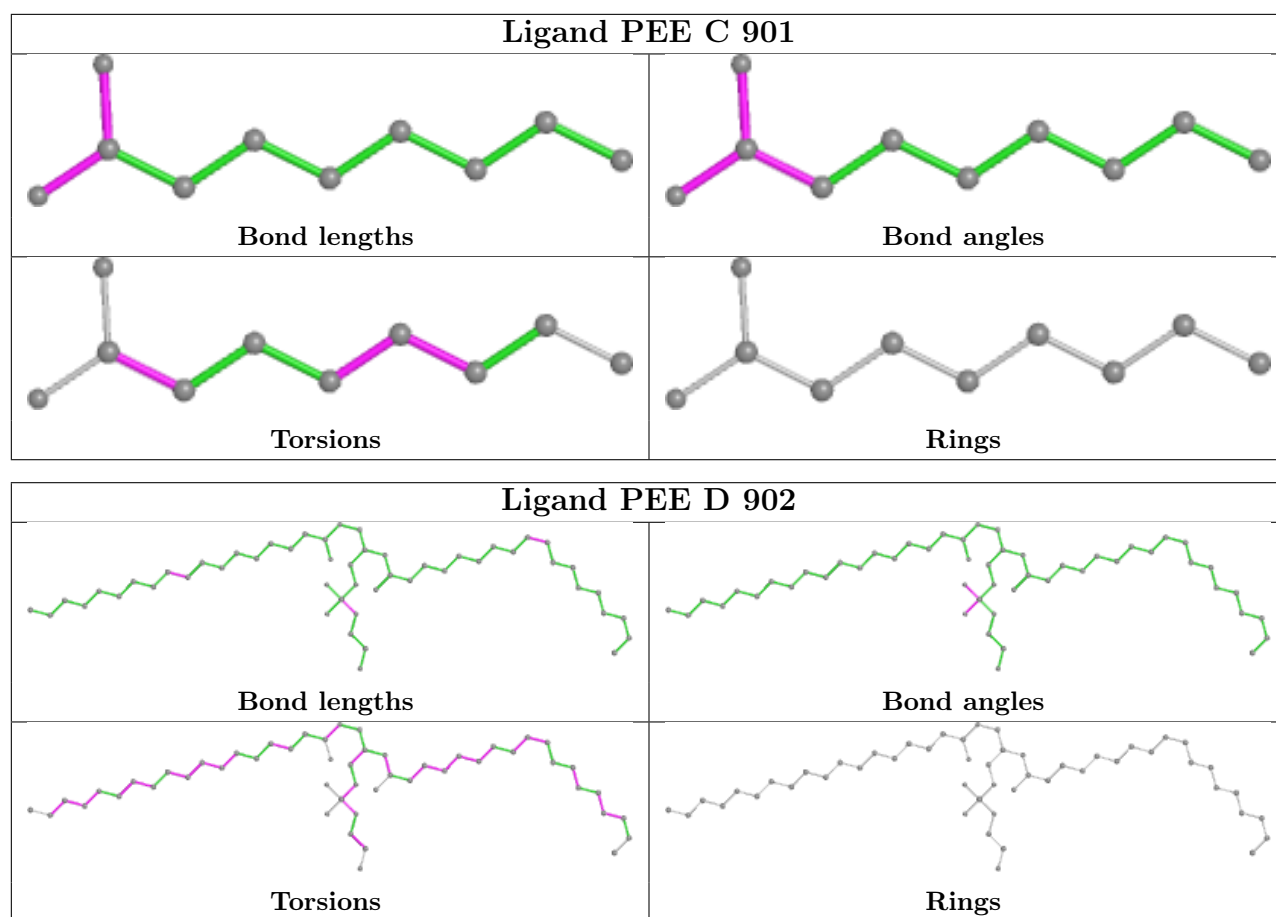 Ligand PEE C 901
Bond lengths
Bond angles
Torsions
Rings
Ligand PEE D 902
Bond lengths
Bond angles
Torsions
Rings